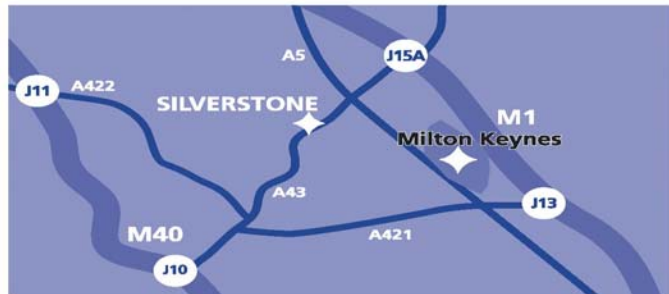 A5
J15A
J11
A422
SILVERSTONE
M1
Milton Keynes
A43
J13
M40
A421
J10